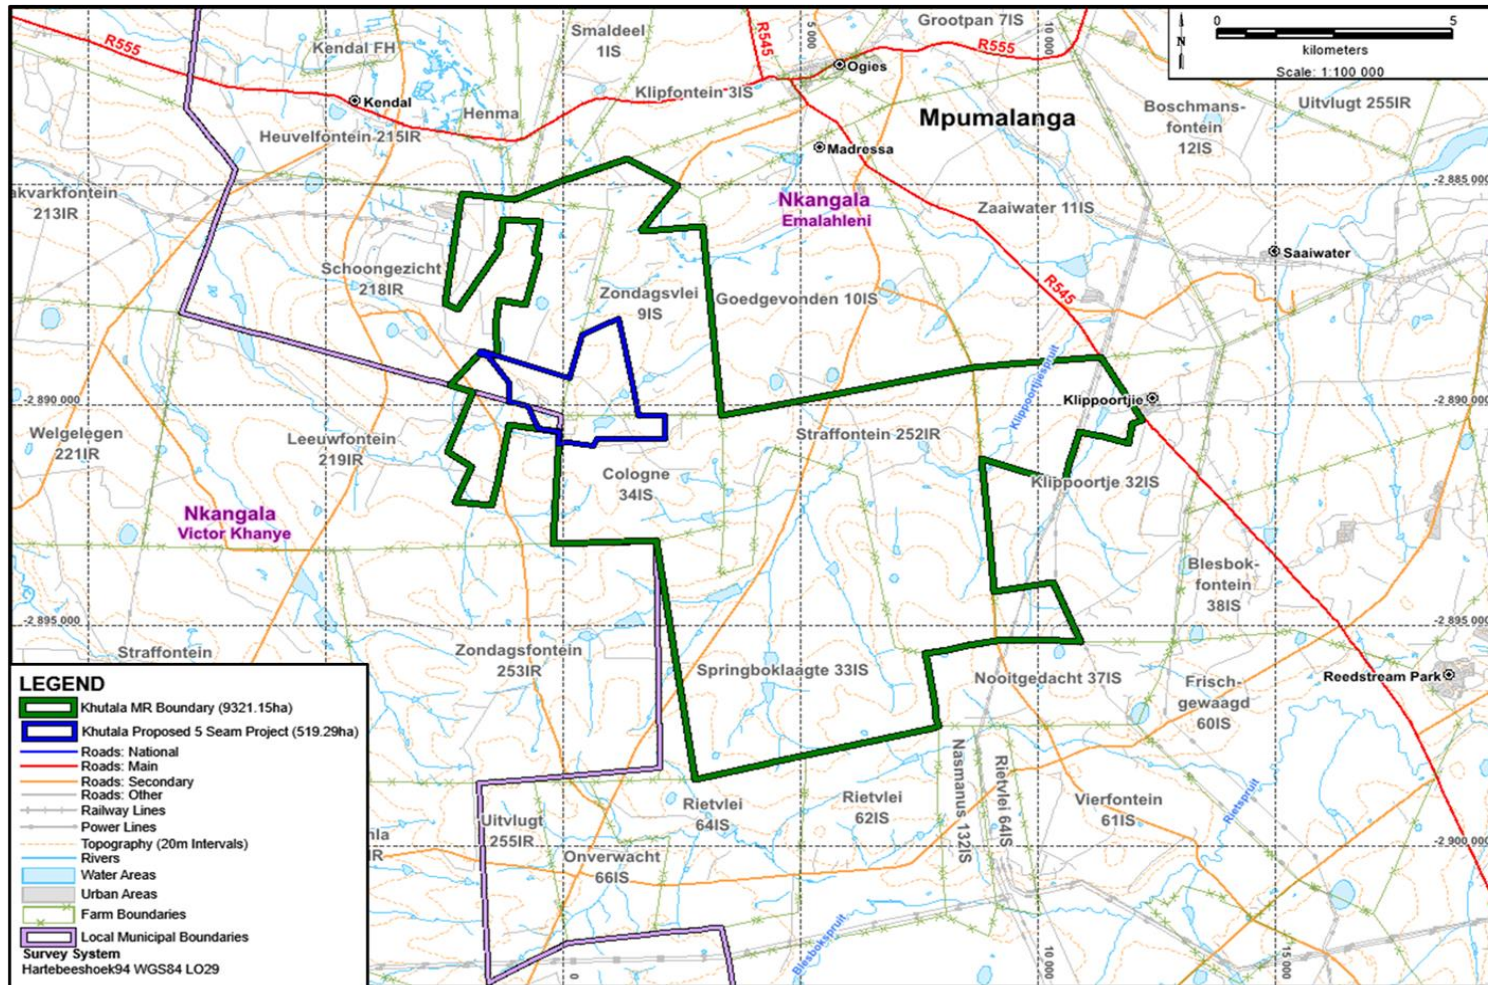 Smaldeel
1IS
Grootpan 7IS
R555
Kendal FH
R545
5 000
R555
10 000
0
5
kilometers
Scale: 1:100 000
N
Ogies
Kendal
Klipfontein 3IS
Henma
Heuvelfontein 215IR
Mpumalanga
Boschmans-
fontein
12IS
Uitvlugt 255IR
Madressa
akvarkfontein
213IR
-2 885 000
Nkangala
Emalahleni
Zaaiwater 11IS
Saaiwater
Schoongezicht
218IR
Zondagsvlei
9IS
Goedgevonden 10IS
R545
Klippoortjiespruit
Klippoortjie
-2 890 000
Welgelegen
221IR
Leeuwfontein
219IR
Straffontein 252IR
Cologne
34IS
Klippoortje 32IS
Nkangala
Victor Khanye
Blesbok-
fontein
38IS
-2 895 000
Straffontein
Zondagsfontein
253IR
Springboklaagte 33IS
Nooitgedacht 37IS
Frisch-
gewaagd
60IS
Reedstream Park
LEGEND
Khutala MR Boundary (9321.15ha)
Khutala Proposed 5 Seam Project (519.29ha)
Roads: National
Roads: Main
Roads: Secondary
Roads: Other
Railway Lines
Power Lines
Topography (20m Intervals)
Rivers
Water Areas
Urban Areas
Farm Boundaries
Local Municipal Boundaries
Survey System
Hartebeeshoek94 WGS84 LO29
Nasmanus 132IS
Rietvlei 64IS
Rietvlei
64IS
Rietvlei
62IS
Vierfontein
61IS
Rietspruit
Uitvlugt
255IR
nla
R
Onverwacht
66IS
-2 900 000
Blesbokspruit
0
10 000
15 000